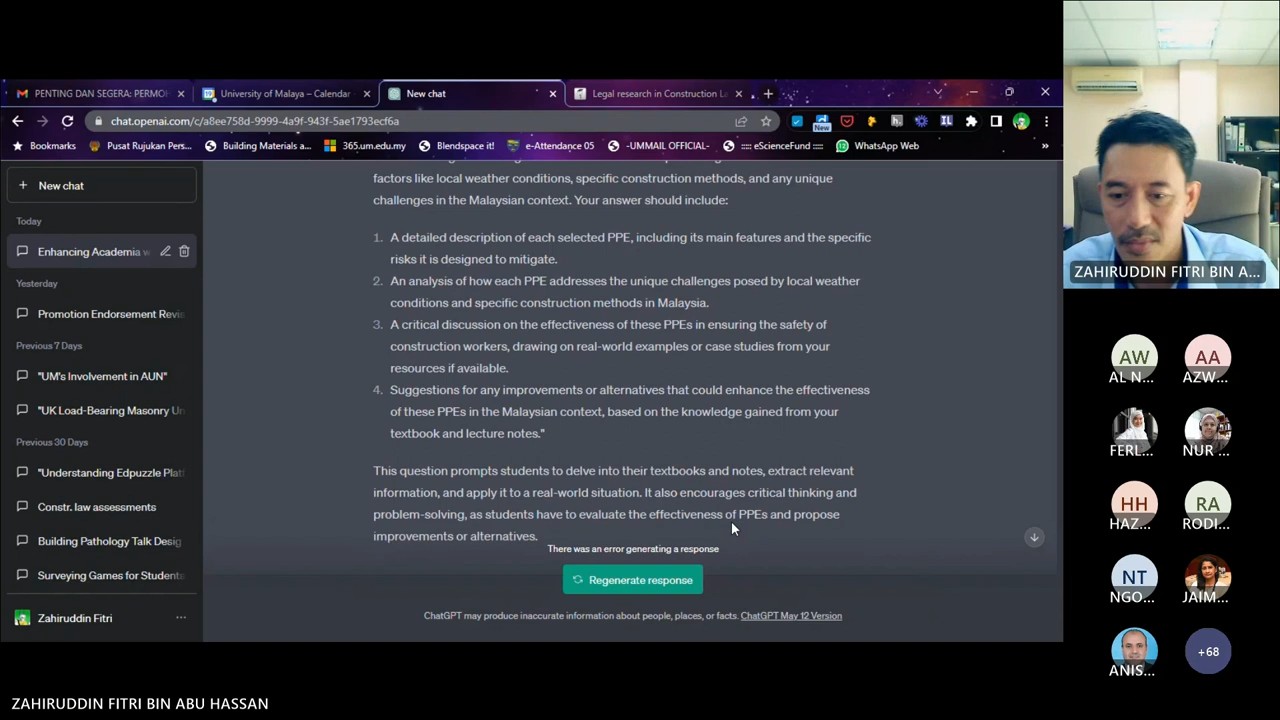 PENTING DAN SEGERA: PERMOH
University of Malaya – Calendar
New chat
Legal research in Construction La
chat.openai.com/c/a8ee758d-9999-4a9f-943f-5ae1793ecf6a
New
Bookmarks
Pusat Rujukan Pers...
Building Materials a...
365.um.edu.my
Blendspace it!
e-Attendance 05
-UMMAIL OFFICIAL-
:::: eScienceFund ::::
WhatsApp Web
»
+ New chat
Today
Enhancing Academia w
Yesterday
Promotion Endorsement Revis
Previous 7 Days
"UM's Involvement in AUN"
"UK Load-Bearing Masonry Un
Previous 30 Days
"Understanding Edpuzzle Platf
Constr. law assessments
Building Pathology Talk Desig
Surveying Games for Students
Zahiruddin Fitri
factors like local weather conditions, specific construction methods, and any unique
challenges in the Malaysian context. Your answer should include:
1. A detailed description of each selected PPE, including its main features and the specific
risks it is designed to mitigate.
2. An analysis of how each PPE addresses the unique challenges posed by local weather
conditions and specific construction methods in Malaysia.
3. A critical discussion on the effectiveness of these PPEs in ensuring the safety of
construction workers, drawing on real-world examples or case studies from your
resources if available.
4. Suggestions for any improvements or alternatives that could enhance the effectiveness
of these PPEs in the Malaysian context, based on the knowledge gained from your
textbook and lecture notes."
This question prompts students to delve into their textbooks and notes, extract relevant
information, and apply it to a real-world situation. It also encourages critical thinking and
problem-solving, as students have to evaluate the effectiveness of PPEs and propose
improvements or alternatives.
There was an error generating a response
Regenerate response
ChatGPT may produce inaccurate information about people, places, or facts. ChatGPT May 12 Version
ZAHIRUDDIN FITRI BIN A...
AW
AL N...
AA
AZW...
FERL...
NUR ...
HH
HAZ...
RA
RODI...
NT
NGO...
JAIM...
ANIS...
+68
ZAHIRUDDIN FITRI BIN ABU HASSAN